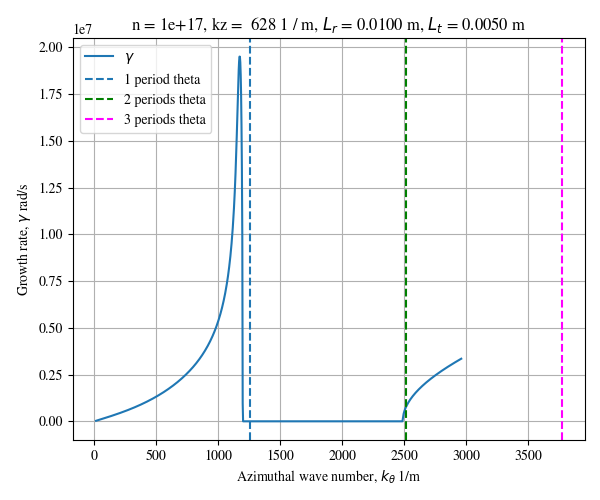 n = 1e+17, kz =  628 1 / m, L_r = 0.0100 m, L_t = 0.0050 m
1e7
2.00
1.75
1.50
1.25
1.00
0.75
0.50
0.25
0.00
Growth rate, γ rad/s
γ
1 period theta
2 periods theta
3 periods theta
0 500 1000 1500 2000 2500 3000 3500
Azimuthal wave number, k_θ 1/m